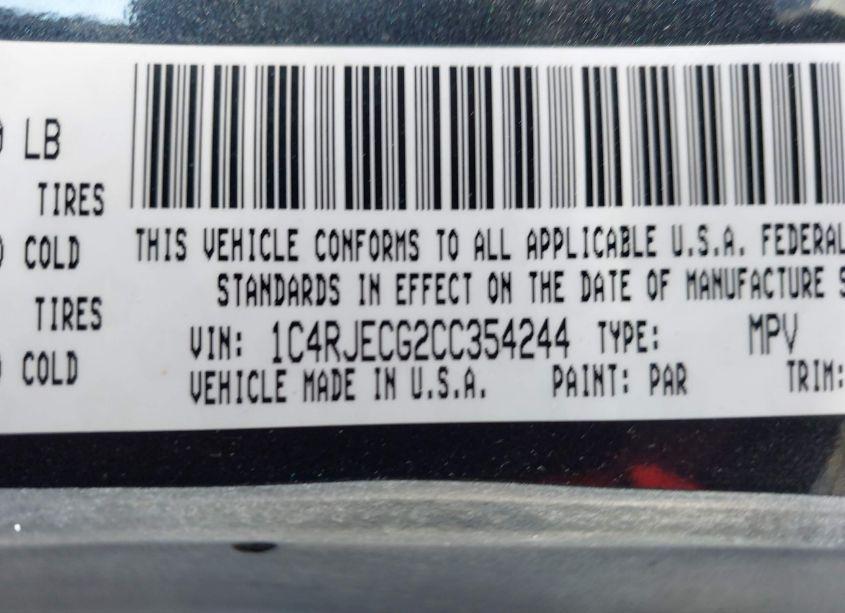 LB
TIRES
COLD
TIRES
COLD
THIS VEHICLE CONFORMS TO ALL APPLICABLE U.S.A. FEDERAL
STANDARDS IN EFFECT ON THE DATE OF MANUFACTURE S
VIN: 1C4RJECG2CC354244 TYPE: MPV
VEHICLE MADE IN U.S.A. PAINT: PAR TRIM: